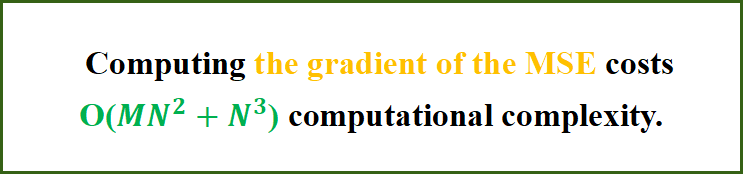 Computing the gradient of the MSE costs
O(MN² + N³) computational complexity.